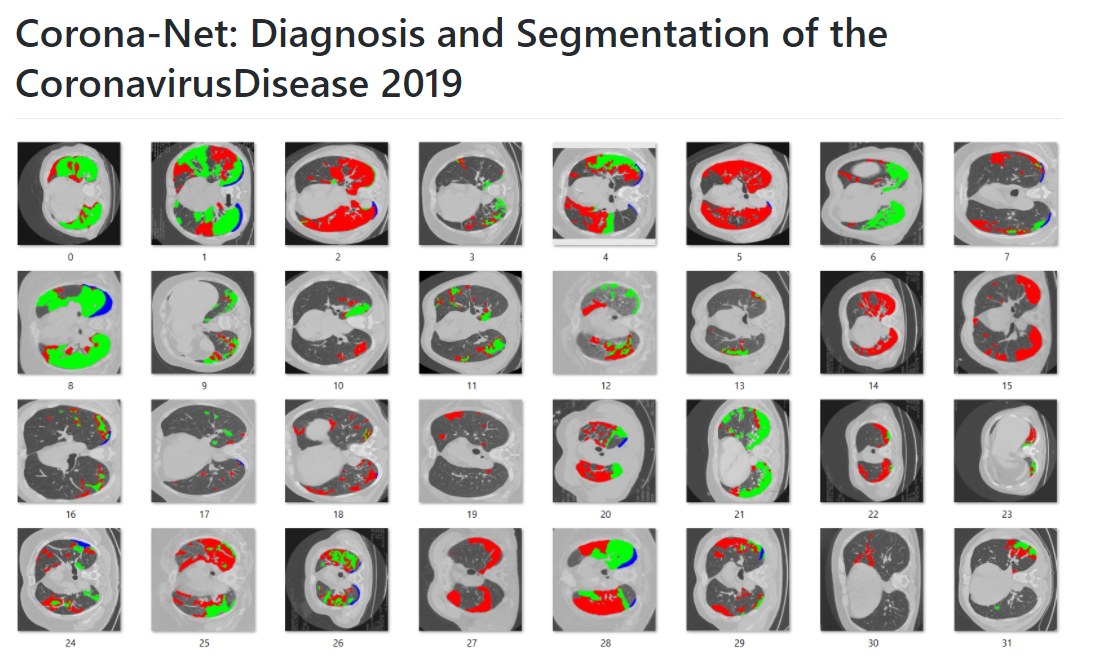 Corona-Net: Diagnosis and Segmentation of the
CoronavirusDisease 2019
0 1 2 3 4 5 6 7
8 9 10 11 12 13 14 15
16 17 18 19 20 21 22 23
24 25 26 27 28 29 30 31